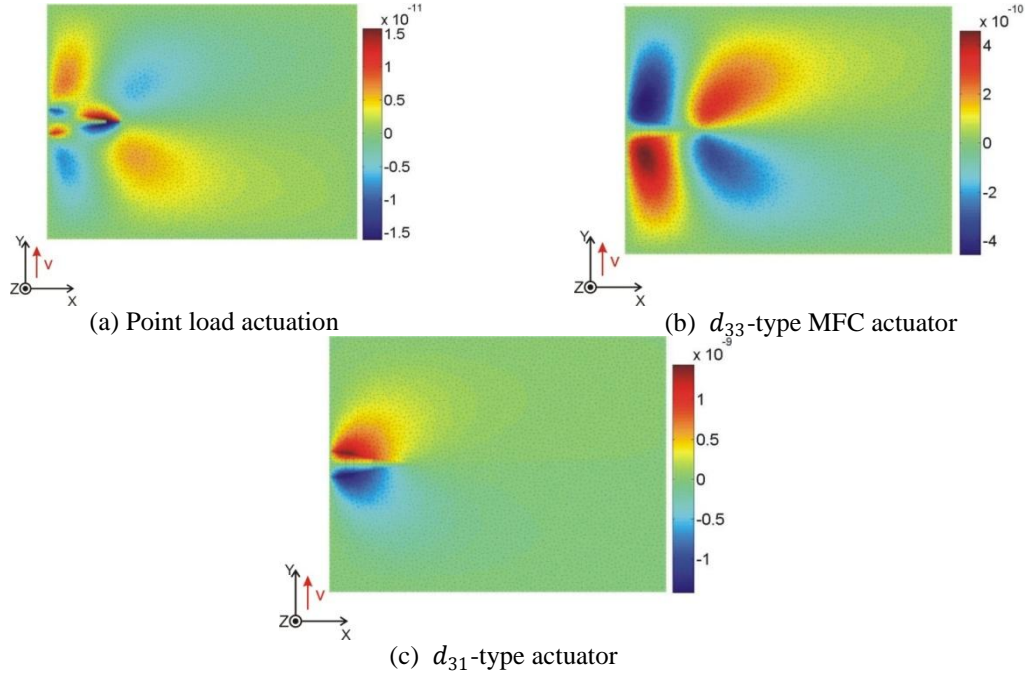 x 10⁻¹¹
1.5
1
0.5
0
-0.5
-1
-1.5
Y
V
Z
X
(a) Point load actuation
x 10⁻¹⁰
4
2
0
-2
-4
Y
V
Z
X
(b) d₃₃-type MFC actuator
x 10⁻⁹
1
0.5
0
-0.5
-1
Y
V
Z
X
(c) d₃₁-type actuator